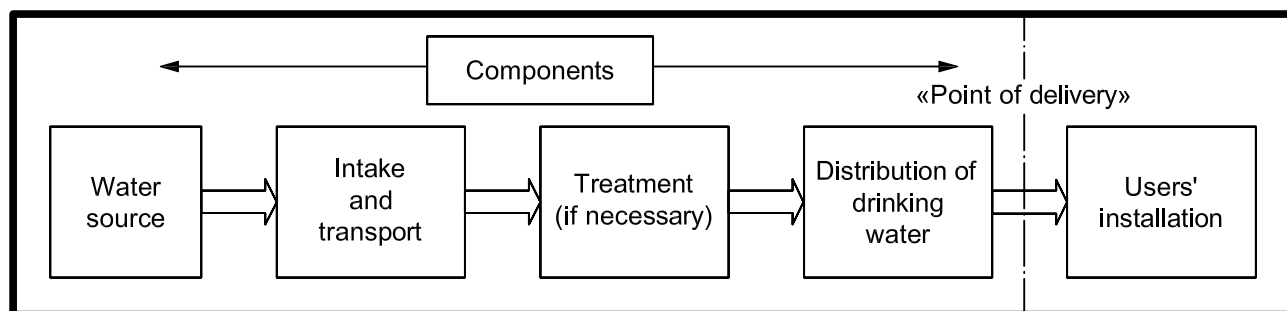 Components
«Point of delivery»
Water
source
Intake
and
transport
Treatment
(if necessary)
Distribution of
drinking
water
Users'
installation